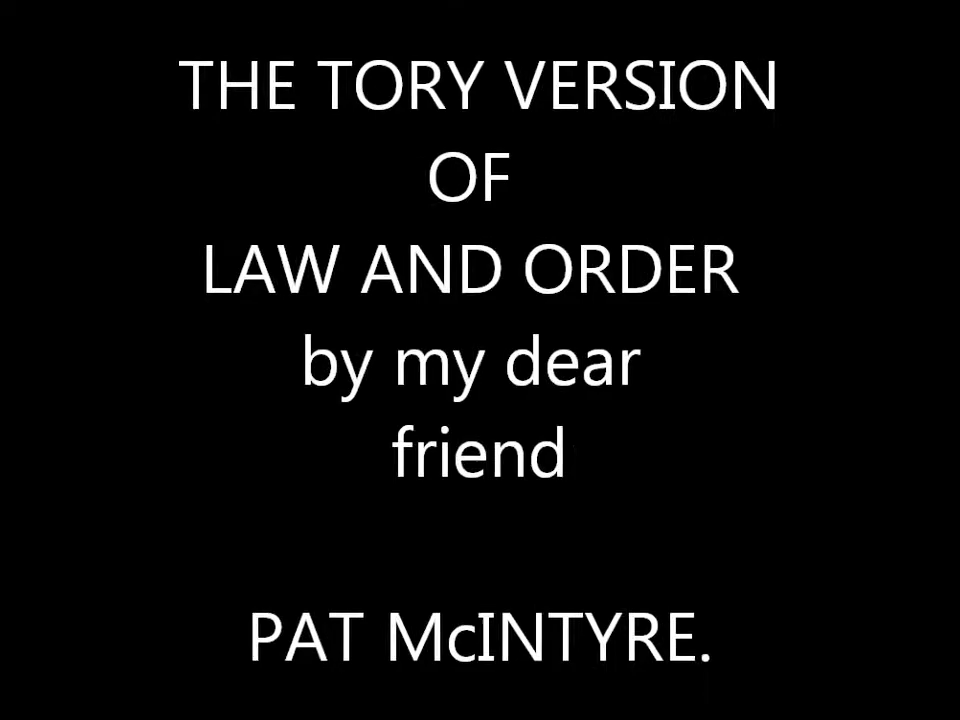 THE TORY VERSION
OF
LAW AND ORDER
by my dear
friend
PAT McINTYRE.